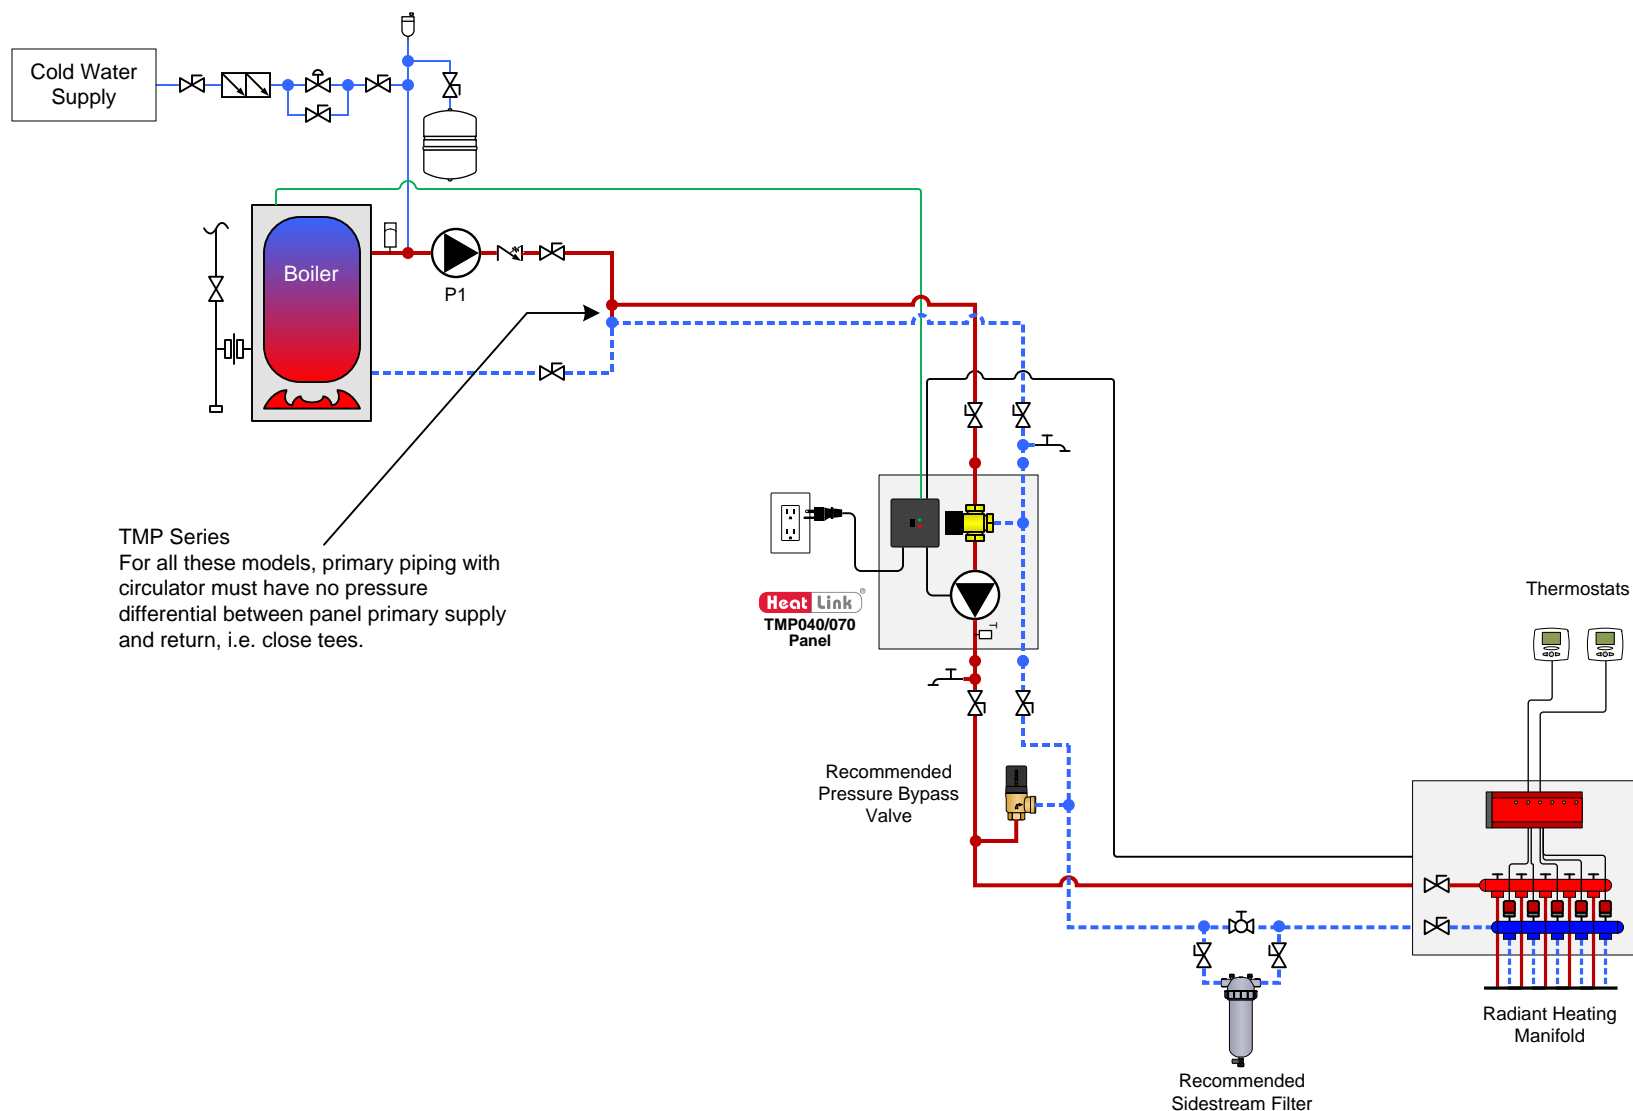 Cold Water
Supply
Boiler
P1
TMP Series
For all these models, primary piping with
circulator must have no pressure
differential between panel primary supply
and return, i.e. close tees.
Heat Link®
TMP040/070
Panel
T
Thermostats
Recommended
Pressure Bypass
Valve
Radiant Heating
Manifold
Recommended
Sidestream Filter